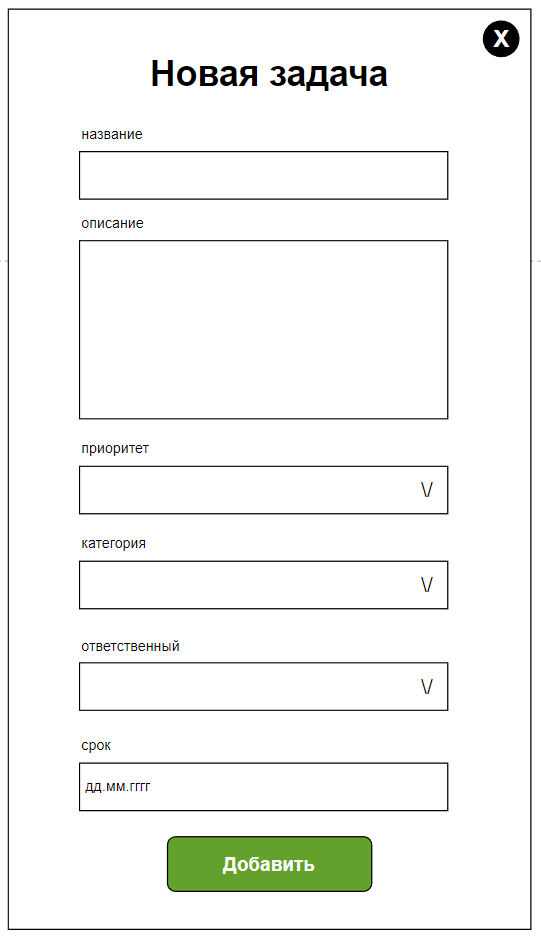 X
Новая задача
название
описание
приоритет
\/
категория
\/
ответственный
\/
срок
дд.мм.гггг
Добавить